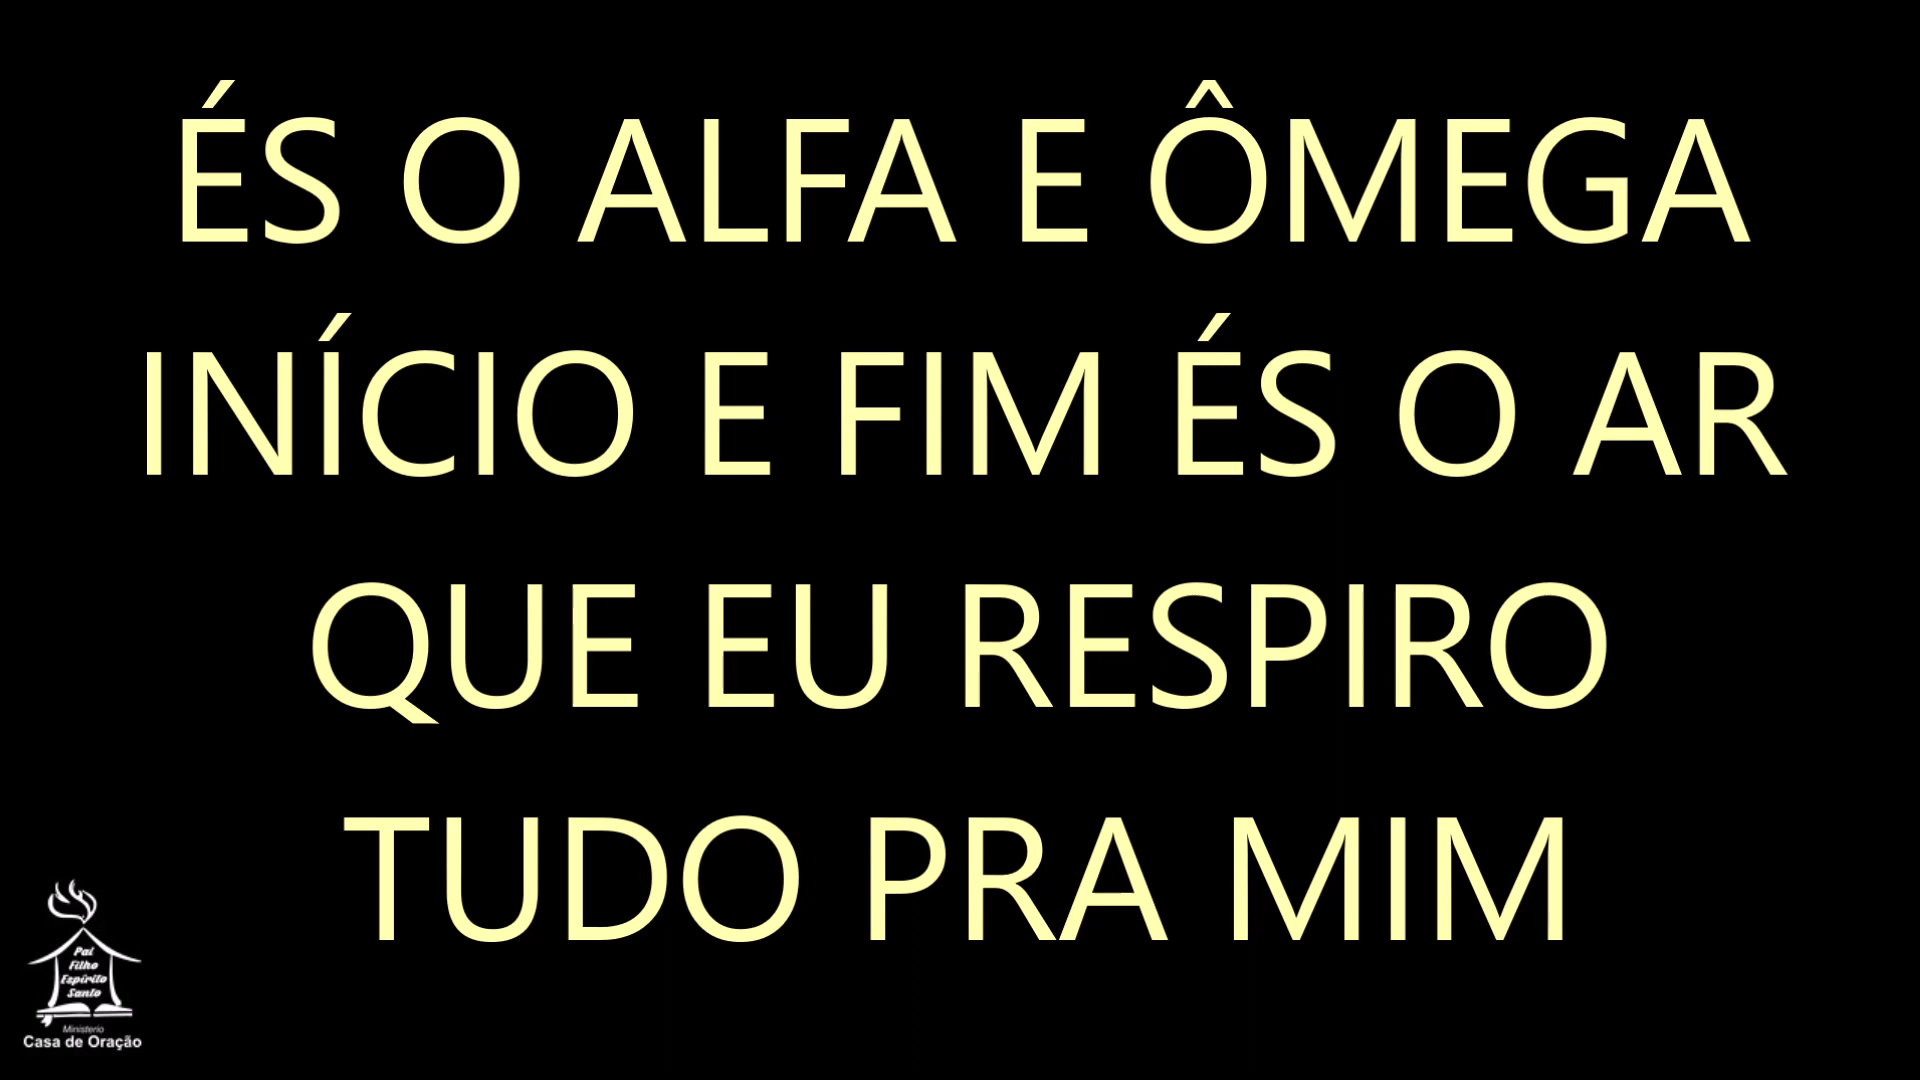 ÉS O ALFA E ÔMEGA
INÍCIO E FIM ÉS O AR
QUE EU RESPIRO
TUDO PRA MIM
Pai
Filho
Espírito
Santo
Ministerio
Casa de Oração